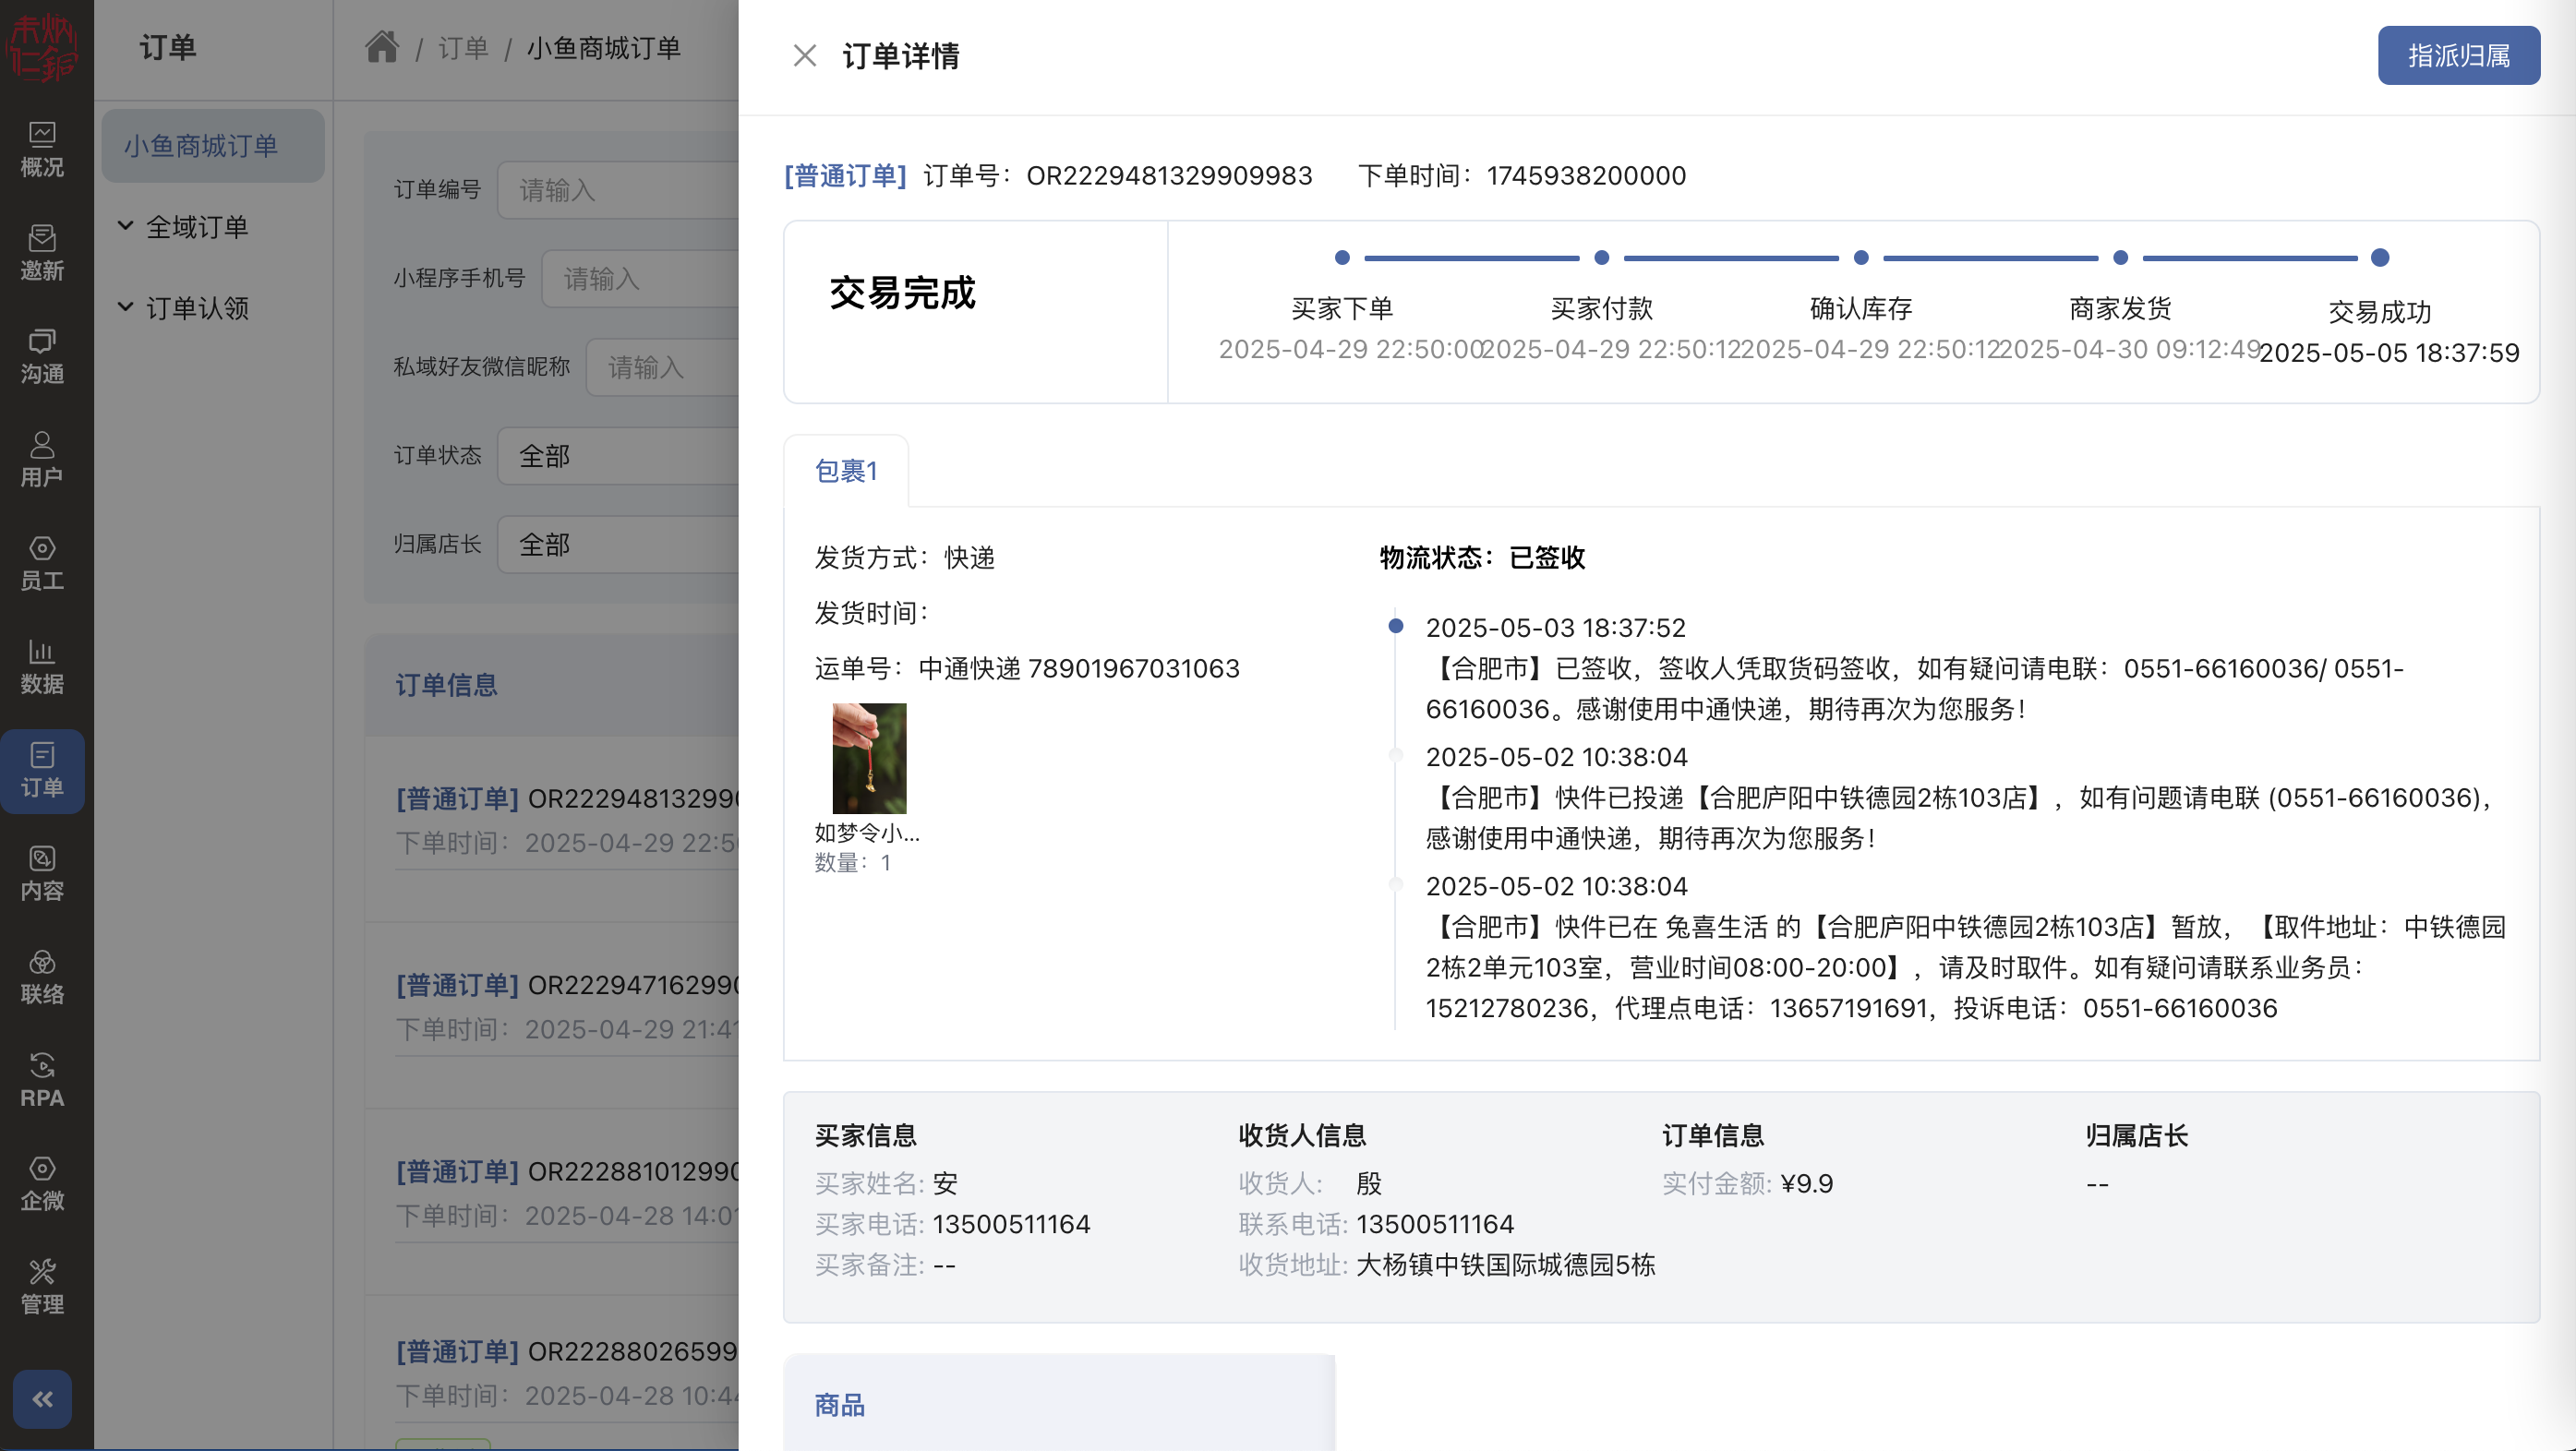 订单
概况
邀新
沟通
用户
员工
数据
订单
内容
联络
RPA
企微
管理
小鱼商城订单
全域订单
订单认领
/ 订单 / 小鱼商城订单
订单编号 请输入
小程序手机号 请输入
私域好友微信昵称 请输入
订单状态 全部
归属店长 全部
订单信息
[普通订单] OR222948132990
下单时间： 2025-04-29 22:50
[普通订单] OR222947162990
下单时间： 2025-04-29 21:41
[普通订单] OR222881012990
下单时间： 2025-04-28 14:01
[普通订单] OR22288026599
下单时间： 2025-04-28 10:44
订单详情
指派归属
[普通订单] 订单号：OR2229481329909983 下单时间：1745938200000
交易完成
买家下单 买家付款 确认库存 商家发货 交易成功
2025-04-29 22:50:00 2025-04-29 22:50:12 2025-04-29 22:50:12 2025-04-30 09:12:49 2025-05-05 18:37:59
包裹1
发货方式：快递
发货时间：
运单号：中通快递 78901967031063
如梦令小...
数量：1
物流状态：已签收
2025-05-03 18:37:52
【合肥市】已签收，签收人凭取货码签收，如有疑问请电联：0551-66160036/ 0551-
66160036。感谢使用中通快递，期待再次为您服务！
2025-05-02 10:38:04
【合肥市】快件已投递【合肥庐阳中铁德园2栋103店】，如有问题请电联 (0551-66160036)，
感谢使用中通快递，期待再次为您服务！
2025-05-02 10:38:04
【合肥市】快件已在 兔喜生活 的【合肥庐阳中铁德园2栋103店】暂放，【取件地址：中铁德园
2栋2单元103室，营业时间08:00-20:00】，请及时取件。如有疑问请联系业务员：
15212780236，代理点电话：13657191691，投诉电话：0551-66160036
买家信息
买家姓名: 安
买家电话: 13500511164
买家备注: --
收货人信息
收货人: 殷
联系电话: 13500511164
收货地址: 大杨镇中铁国际城德园5栋
订单信息
实付金额: ¥9.9
归属店长
--
商品